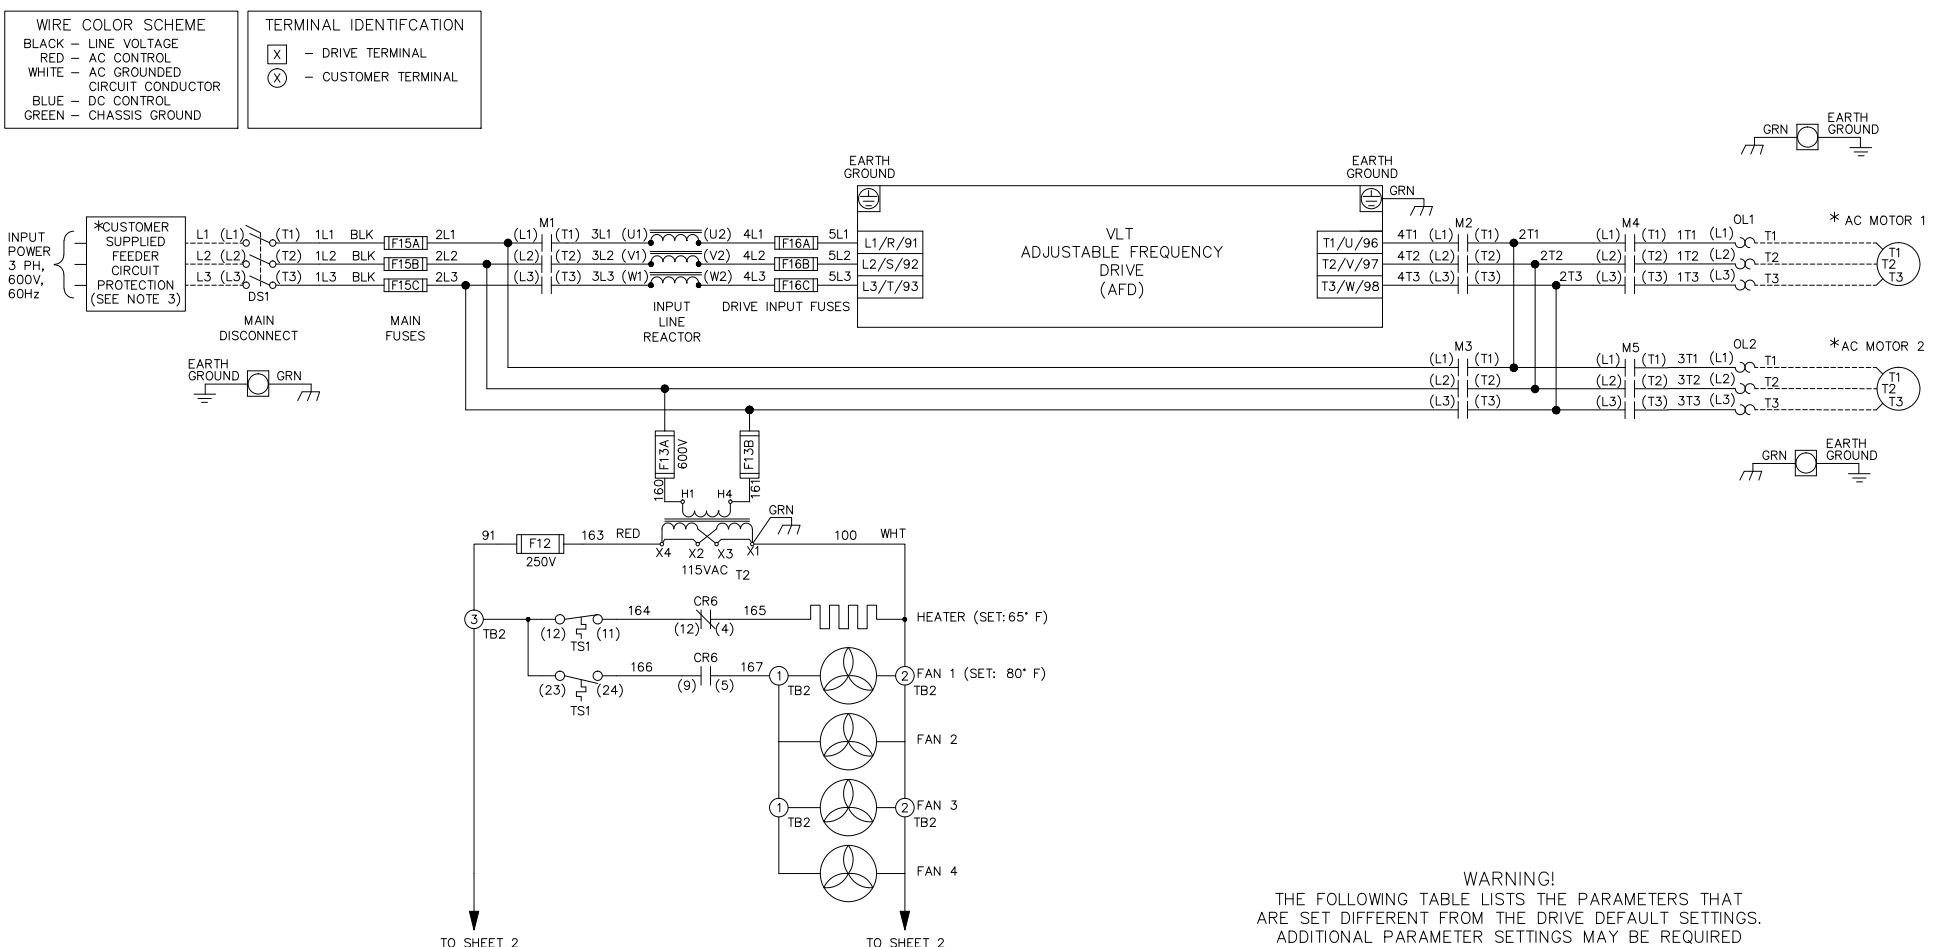 WIRE COLOR SCHEME
BLACK – LINE VOLTAGE
RED – AC CONTROL
WHITE – AC GROUNDED
CIRCUIT CONDUCTOR
BLUE – DC CONTROL
GREEN – CHASSIS GROUND
TERMINAL IDENTIFCATION
X – DRIVE TERMINAL
X – CUSTOMER TERMINAL
GRN EARTH
GROUND
EARTH
GROUND
EARTH
GROUND
GRN
INPUT
POWER
3 PH,
600V,
60Hz
*CUSTOMER
SUPPLIED
FEEDER
CIRCUIT
PROTECTION
(SEE NOTE 3)
L1 (L1) (T1) 1L1 BLK F15A 2L1 (L1) M1 (T1) 3L1 (U1) (U2) 4L1 F16A 5L1 L1/R/91
L2 (L2) (T2) 1L2 BLK F15B 2L2 (L2) (T2) 3L2 (V1) (V2) 4L2 F16B 5L2 L2/S/92
L3 (L3) (T3) 1L3 BLK F15C 2L3 (L3) (T3) 3L3 (W1) (W2) 4L3 F16C 5L3 L3/T/93
DS1
MAIN
DISCONNECT
MAIN
FUSES
INPUT
LINE
REACTOR
DRIVE INPUT FUSES
VLT
ADJUSTABLE FREQUENCY
DRIVE
(AFD)
T1/U/96 4T1 (L1) M2 (T1) 2T1 (L1) M4 (T1) 1T1 (L1) OL1 T1
T2/V/97 4T2 (L2) (T2) 2T2 (L2) (T2) 1T2 (L2) T2
T3/W/98 4T3 (L3) (T3) 2T3 (L3) (T3) 1T3 (L3) T3
* AC MOTOR 1
T1
T2
T3
EARTH
GROUND GRN
(L1) M3 (T1) (L1) M5 (T1) 3T1 (L1) OL2 T1
(L2) (T2) (L2) (T2) 3T2 (L2) T2
(L3) (T3) (L3) (T3) 3T3 (L3) T3
*AC MOTOR 2
T1
T2
T3
GRN EARTH
GROUND
F13A
600V
F13B
160
161
H1 H4
GRN
91 F12 163 RED
250V
X4 X2 X3 X1
100 WHT
115VAC T2
3 TB2
(12) (11) 164 CR6 165 HEATER (SET:65° F)
TS1 (12) (4)
(23) (24) 166 CR6 167 1 2 FAN 1 (SET: 80° F)
TS1 (9) (5) TB2 TB2
FAN 2
1 2 FAN 3
TB2 TB2
FAN 4
TO SHEET 2
TO SHEET 2
WARNING!
THE FOLLOWING TABLE LISTS THE PARAMETERS THAT
ARE SET DIFFERENT FROM THE DRIVE DEFAULT SETTINGS.
ADDITIONAL PARAMETER SETTINGS MAY BE REQUIRED